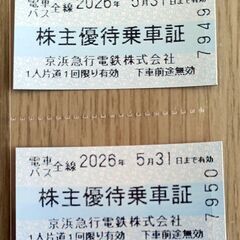 電車
バス
全線 2026年 5月31日まで有効
株主優待乗車証
京浜急行電鉄株式会社
1人片道1回限り有効 下車前途無効
7949
電車
バス
全線 2026年 5月31日まで有効
株主優待乗車証
京浜急行電鉄株式会社
1人片道1回限り有効 下車前途無効
7950